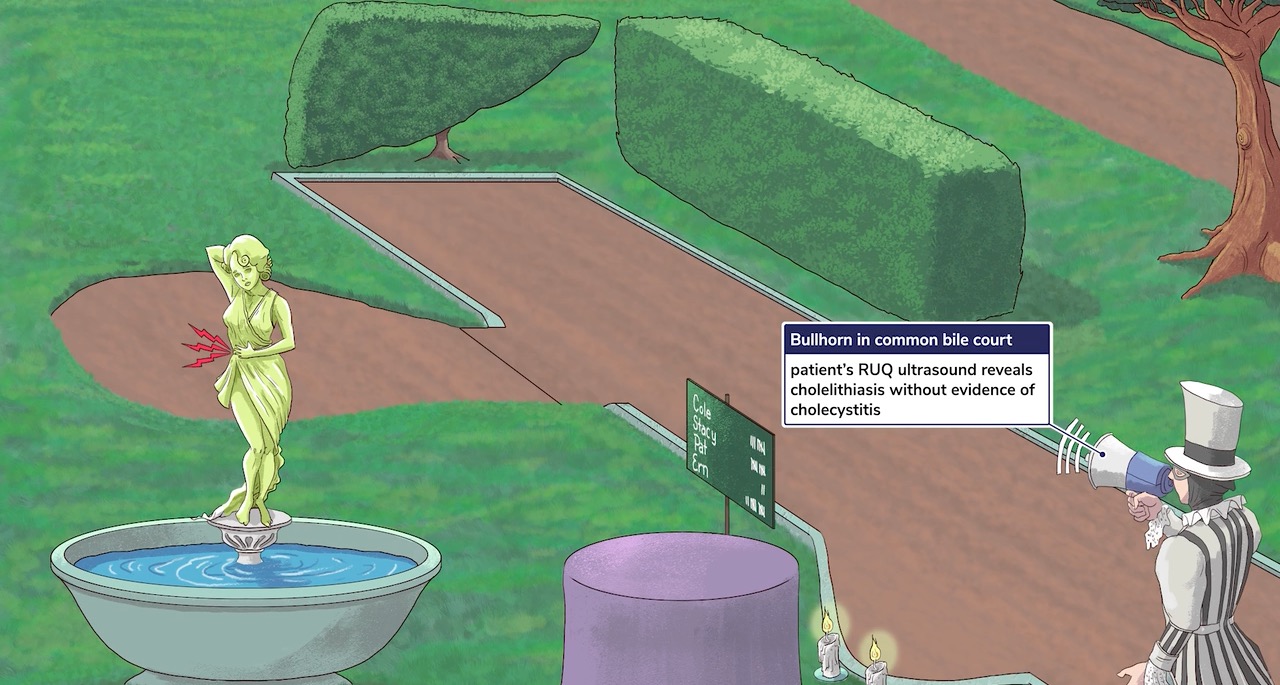 Bullhorn in common bile court
patient's RUQ ultrasound reveals
cholelithiasis without evidence of
cholecystitis
Cole
Stacy
Pat
Em